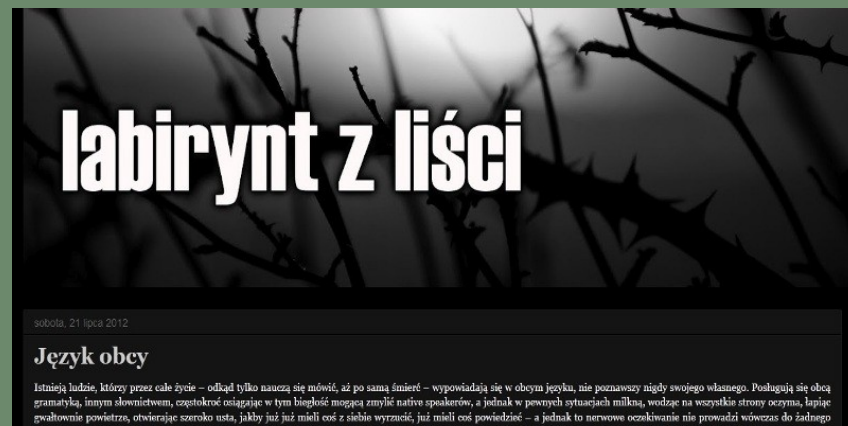 labirynt z liści
sobota, 21 lipca 2012
Język obcy
Istnieją ludzie, którzy przez całe życie – odkąd tylko nauczą się mówić, aż po samą śmierć – wypowiadają się w obcym języku, nie poznawszy nigdy swojego własnego. Posługują się obcą
gramatyką, innym słownictwem, częstokroć osiągając w tym biegłość mogącą zmylić native speakerów, a jednak w pewnych sytuacjach milkną, wodząc na wszystkie strony oczyma, łapiąc
gwałtownie powietrze, otwierając szeroko usta, jakby już już mieli coś z siebie wyrzucić, już mieli coś powiedzieć – a jednak to nerwowe oczekiwanie nie prowadzi wówczas do żadnego